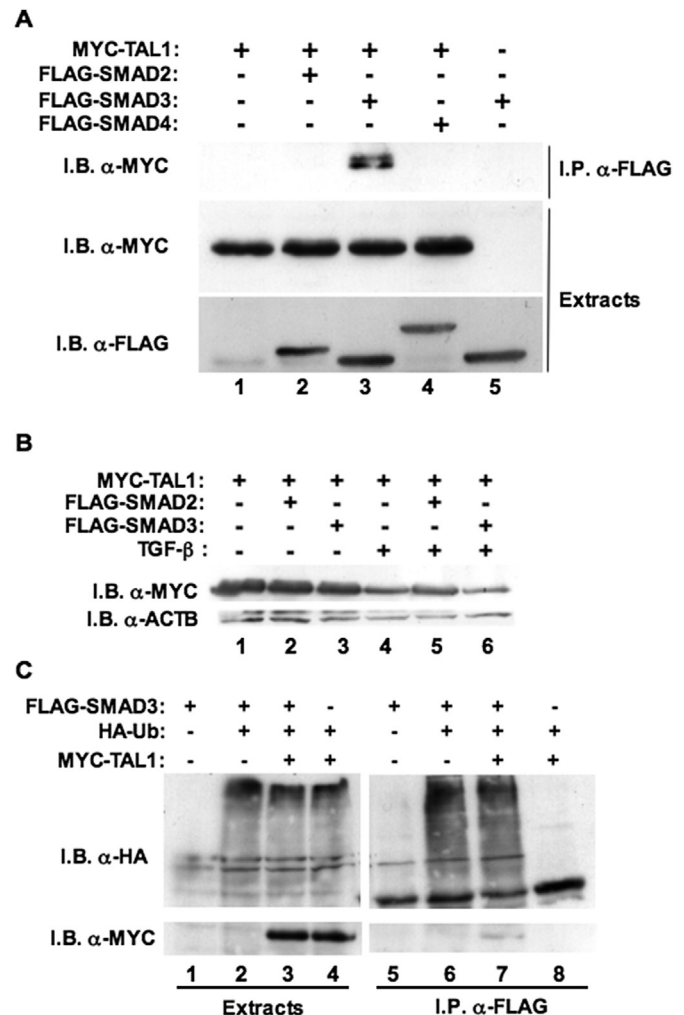 A
MYC-TAL1: + + + + -
FLAG-SMAD2: - + - - -
FLAG-SMAD3: - - + - +
FLAG-SMAD4: - - - + -
I.B. α-MYC I.P. α-FLAG
I.B. α-MYC
Extracts
I.B. α-FLAG
1 2 3 4 5
B
MYC-TAL1: + + + + + +
FLAG-SMAD2: - + - - + -
FLAG-SMAD3: - - + - - +
TGF-β : - - - + + +
I.B. α-MYC
I.B. α-ACTB
1 2 3 4 5 6
C
FLAG-SMAD3: + + + - + + + -
HA-Ub: - + + + - + + +
MYC-TAL1: - - + + - - + +
I.B. α-HA
I.B. α-MYC
1 2 3 4 5 6 7 8
Extracts I.P. α-FLAG